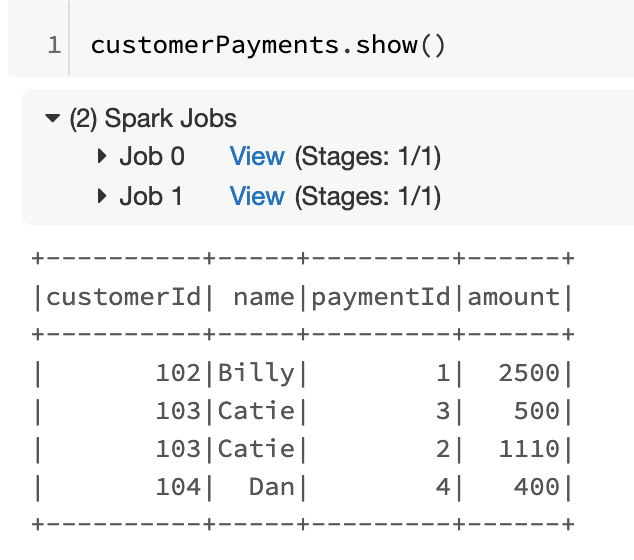 1 customerPayments.show()
(2) Spark Jobs
Job 0 View (Stages: 1/1)
Job 1 View (Stages: 1/1)
+----------+-----+---------+------+
|customerId| name|paymentId|amount|
+----------+-----+---------+------+
|       102|Billy|        1|  2500|
|       103|Catie|        3|   500|
|       103|Catie|        2|  1110|
|       104|  Dan|        4|   400|
+----------+-----+---------+------+